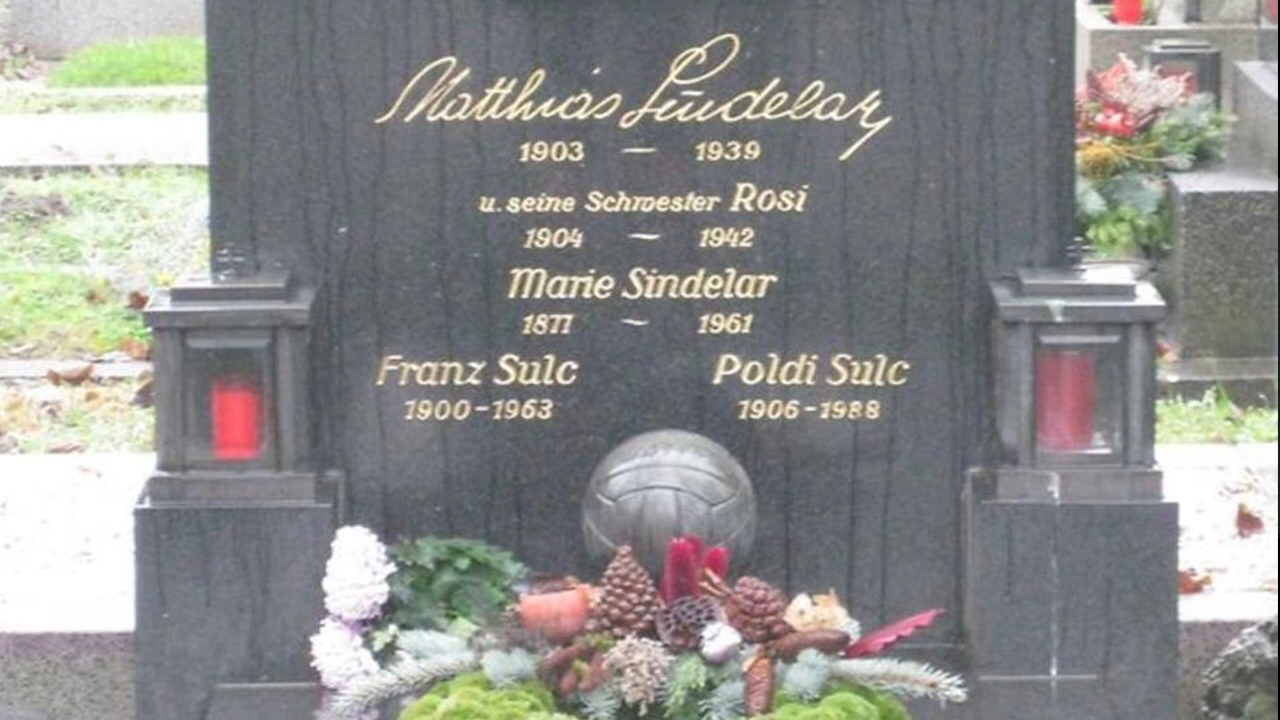 Matthias Sindelar
1903 — 1939
u. seine Schwester Rosi
1904 — 1942
Marie Sindelar
1877 — 1961
Franz Sulc Poldi Sulc
1900-1963 1906-1988